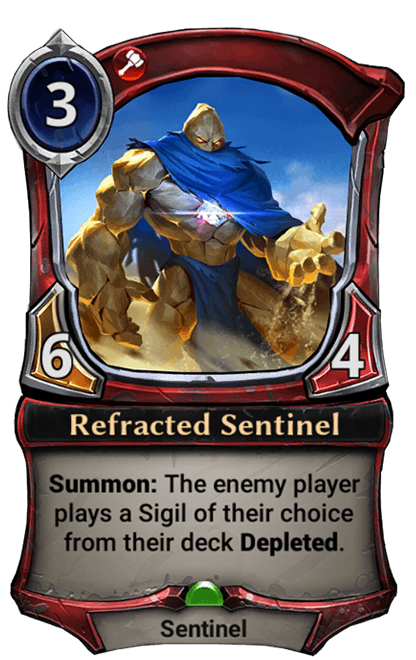 3
6
4
Refracted Sentinel
Summon: The enemy player
plays a Sigil of their choice
from their deck Depleted.
Sentinel